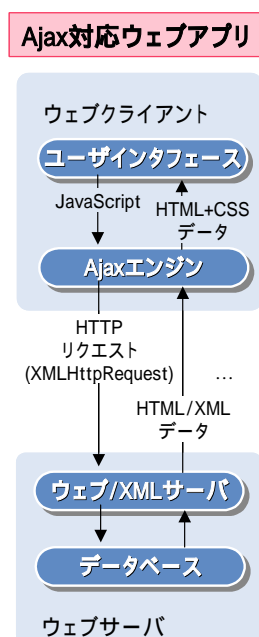 Ajax対応ウェブアプリ
ウェブクライアント
ユーザインタフェース
JavaScript
HTML+CSS
データ
Ajaxエンジン
HTTP
リクエスト
(XMLHttpRequest)
…
HTML/XML
データ
ウェブ/XMLサーバ
データベース
ウェブサーバ